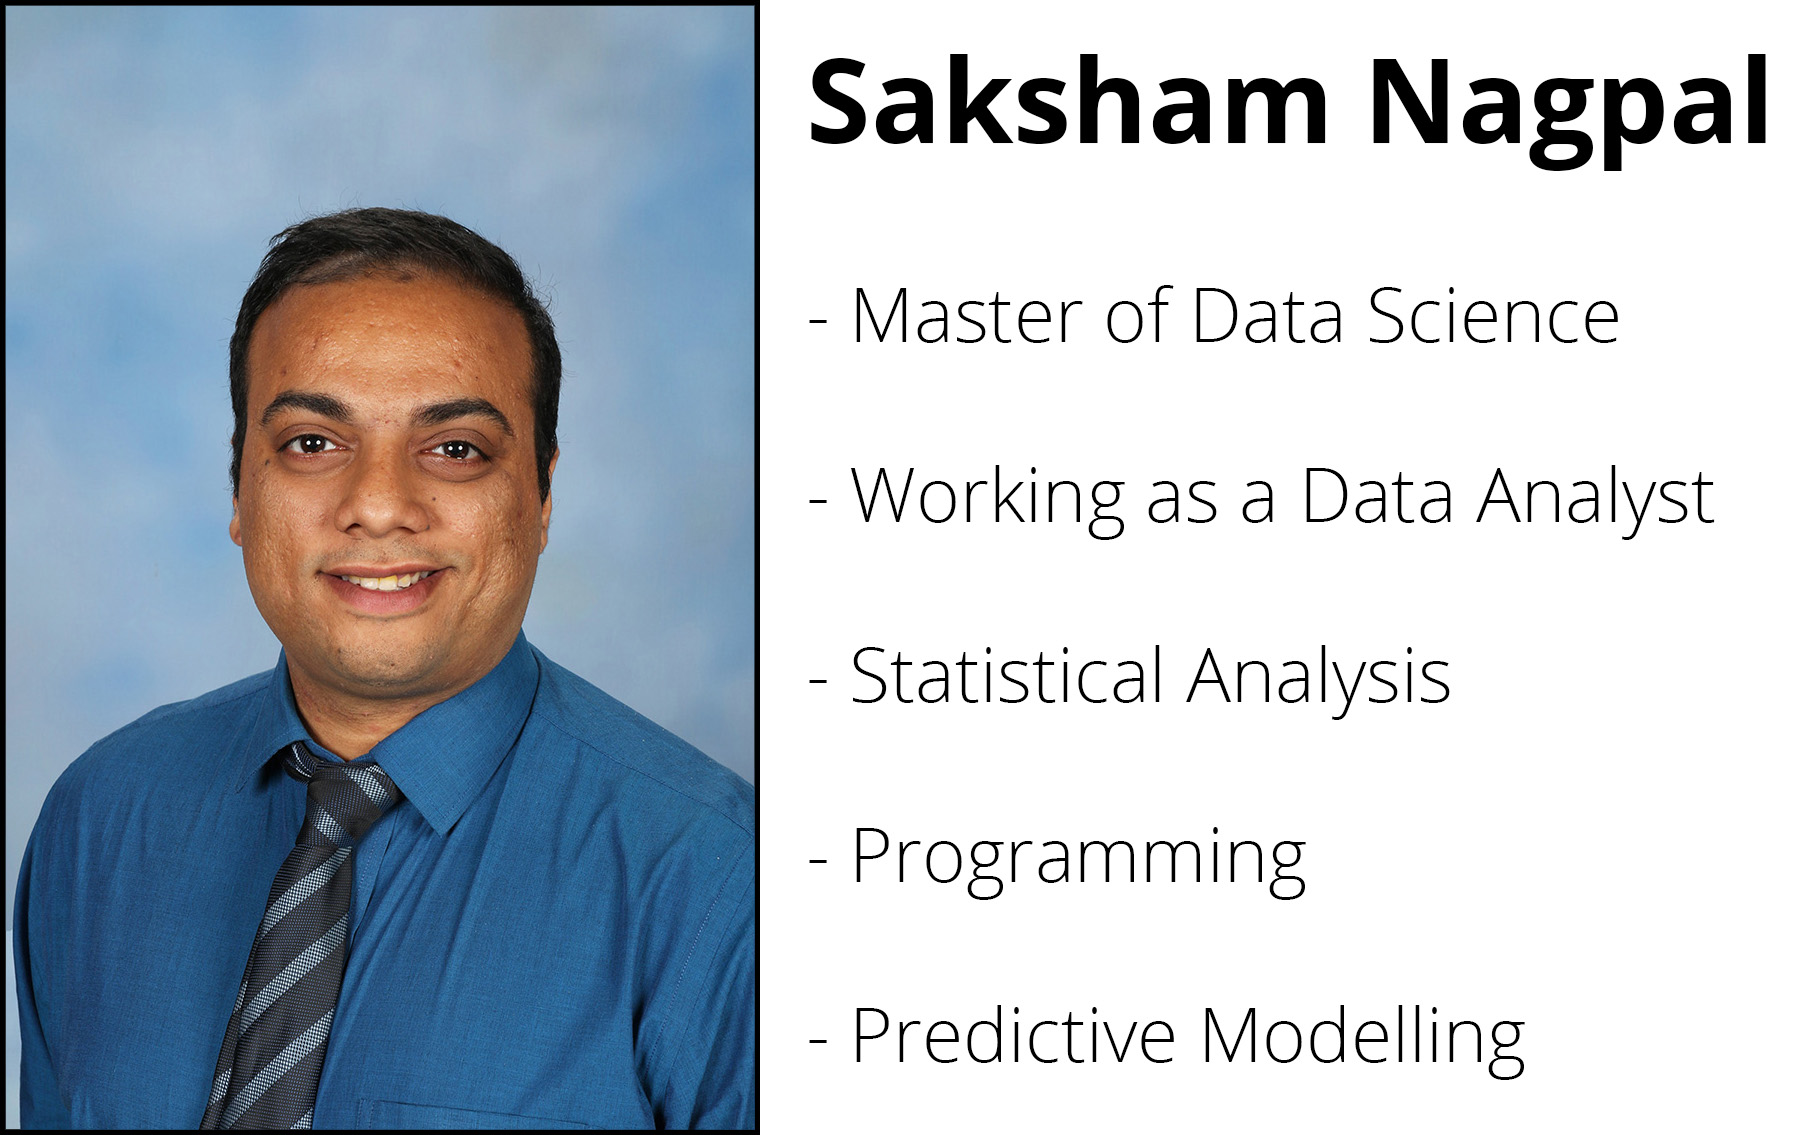 Saksham Nagpal
- Master of Data Science
- Working as a Data Analyst
- Statistical Analysis
- Programming
- Predictive Modelling